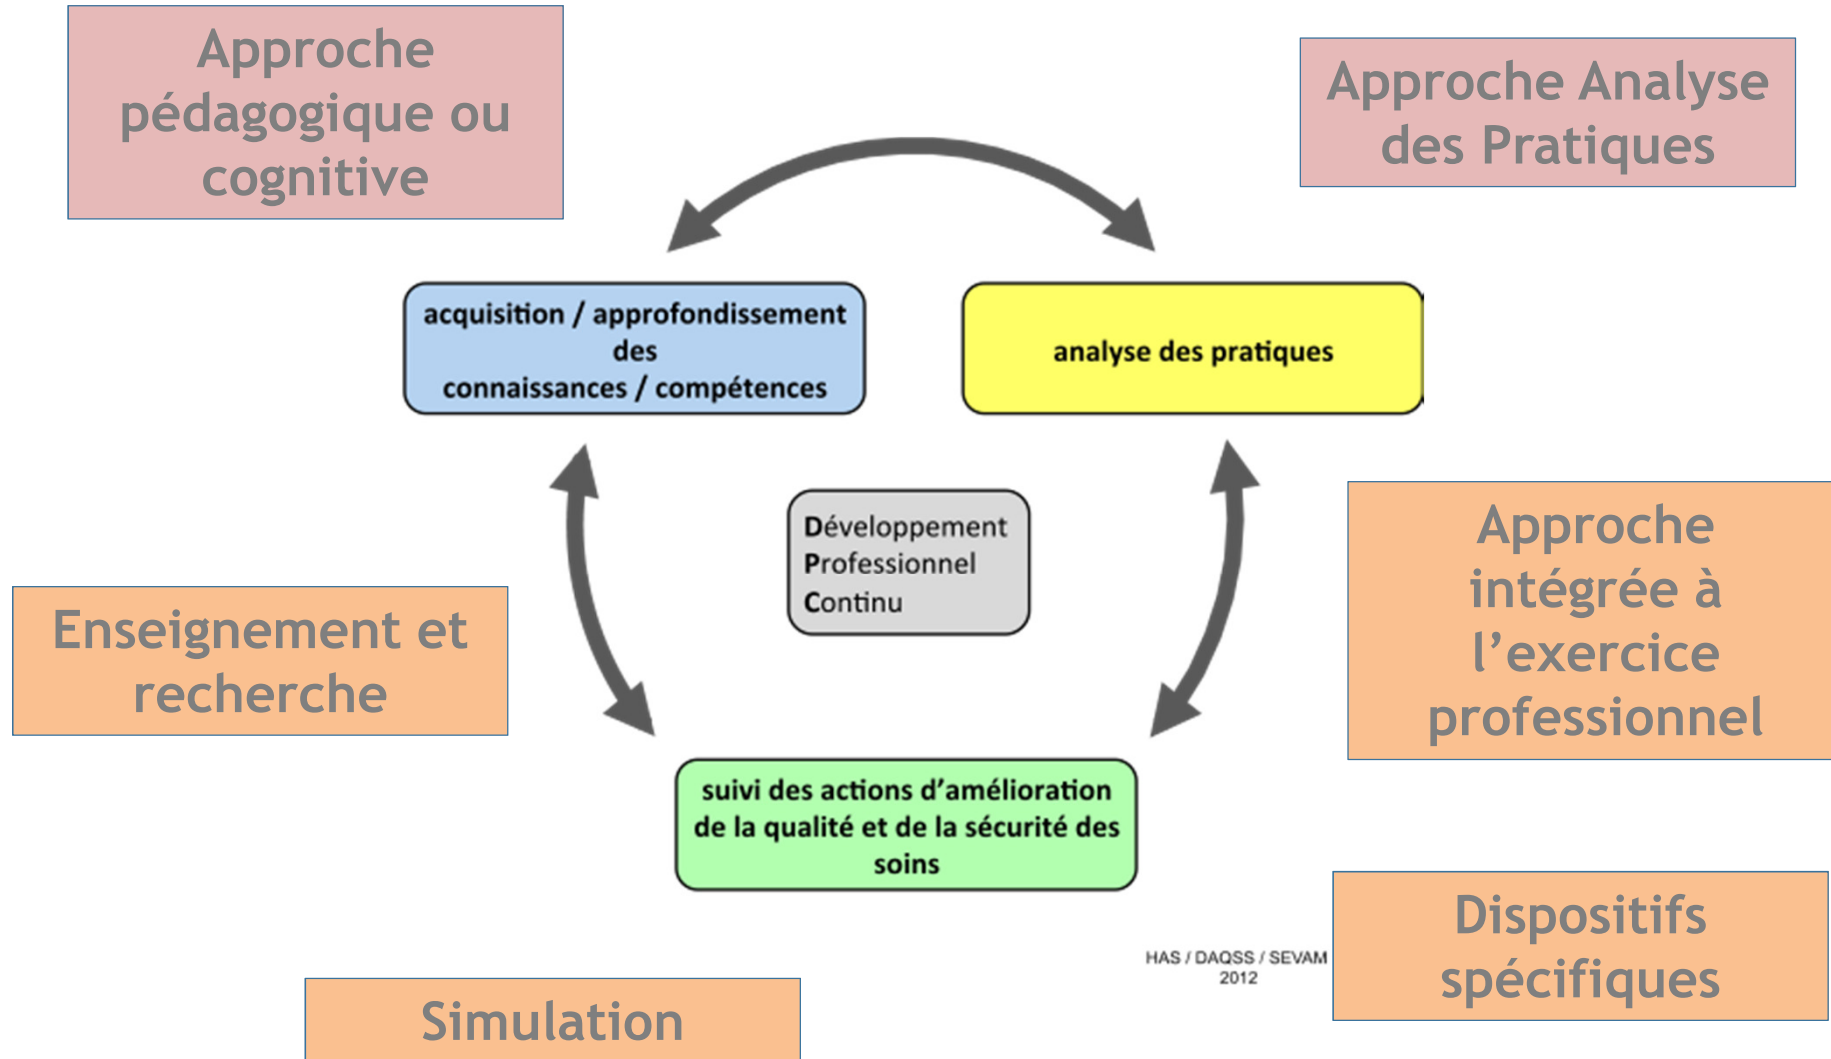 Approche
pédagogique ou
cognitive
Approche Analyse
des Pratiques
acquisition / approfondissement
des
connaissances / compétences
analyse des pratiques
Développement
Professionnel
Continu
Enseignement et
recherche
Approche
intégrée à
l’exercice
professionnel
suivi des actions d’amélioration
de la qualité et de la sécurité des
soins
HAS / DAQSS / SEVAM
2012
Dispositifs
spécifiques
Simulation